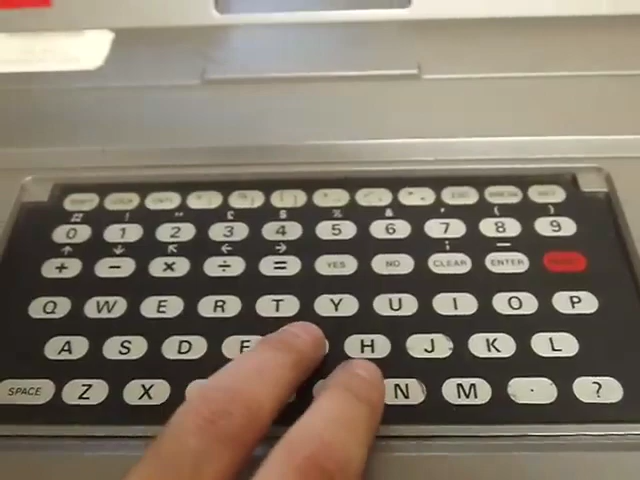 # ! " £ $ % & ' ( )
0 1 2 3 4 5 6 7 8 9
↑ ↓ ↖ ← → ; —
+ − × ÷ = YES NO CLEAR ENTER
Q W E R T Y U I O P
A S D F H J K L
SPACE Z X N M . ?